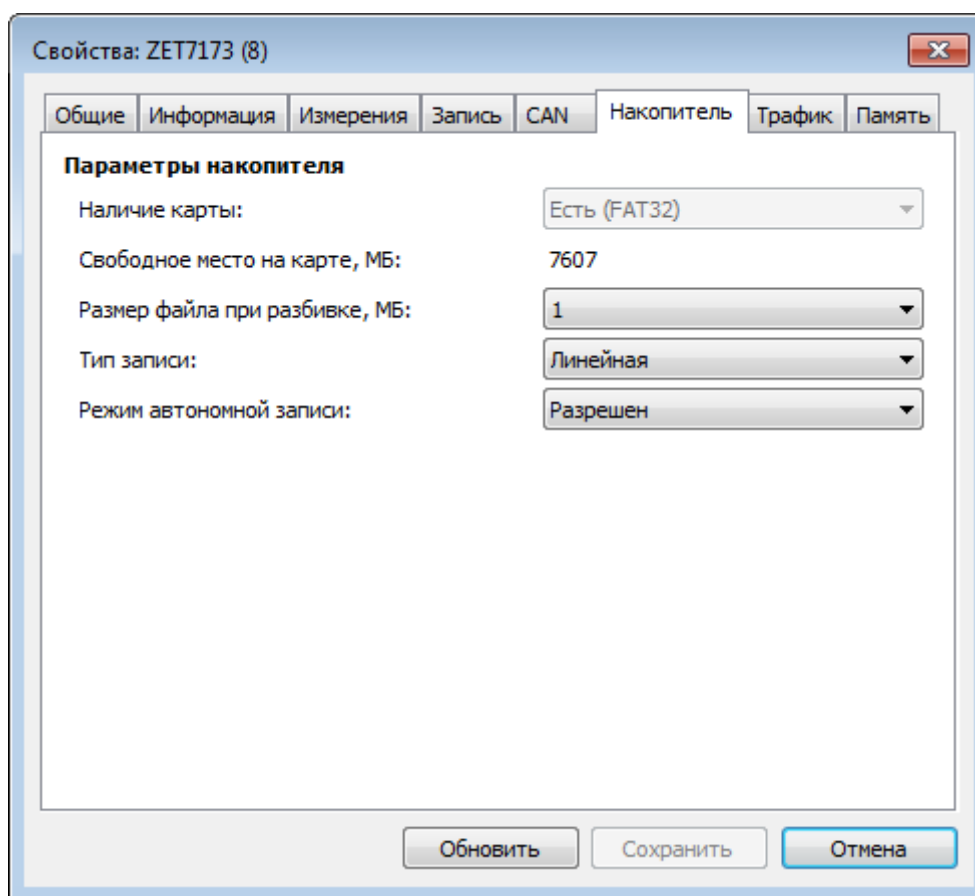 Свойства: ZET7173 (8)
Общие Информация Измерения Запись CAN Накопитель Трафик Память
Параметры накопителя
Наличие карты: Есть (FAT32)
Свободное место на карте, МБ: 7607
Размер файла при разбивке, МБ: 1
Тип записи: Линейная
Режим автономной записи: Разрешен
Обновить Сохранить Отмена